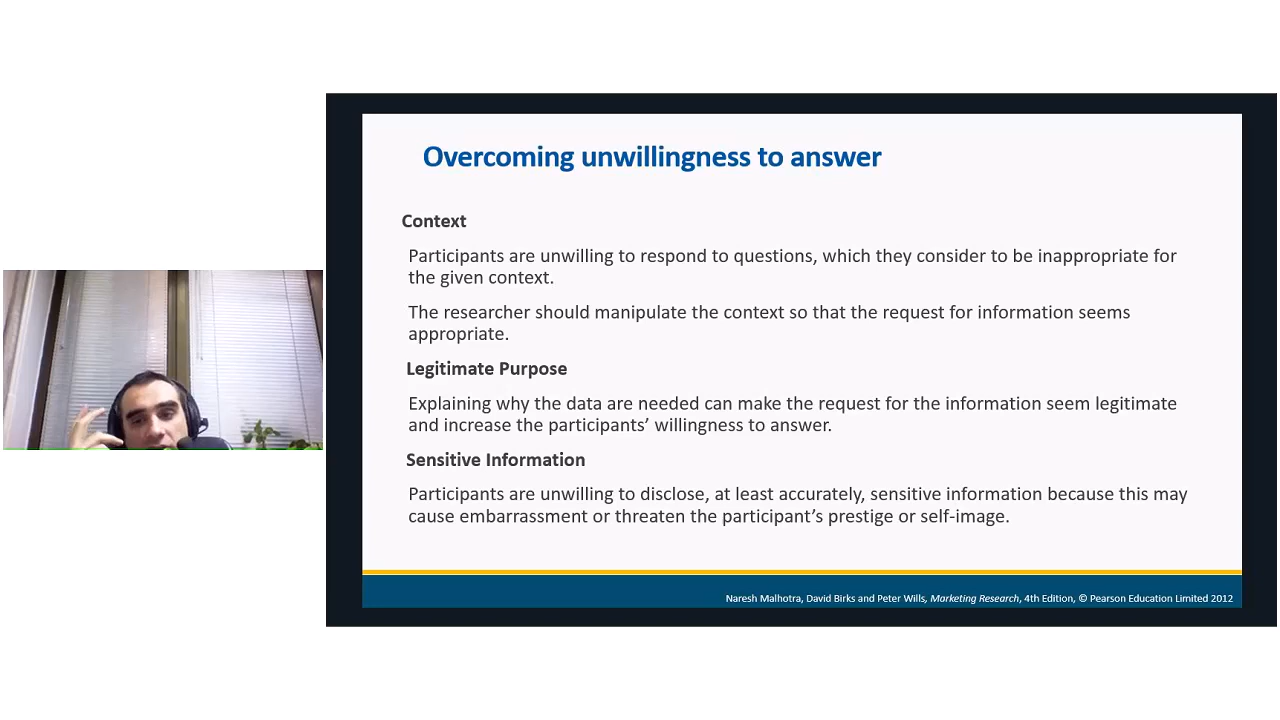 Overcoming unwillingness to answer
Context
Participants are unwilling to respond to questions, which they consider to be inappropriate for
the given context.
The researcher should manipulate the context so that the request for information seems
appropriate.
Legitimate Purpose
Explaining why the data are needed can make the request for the information seem legitimate
and increase the participants’ willingness to answer.
Sensitive Information
Participants are unwilling to disclose, at least accurately, sensitive information because this may
cause embarrassment or threaten the participant’s prestige or self-image.
Naresh Malhotra, David Birks and Peter Wills, Marketing Research, 4th Edition, © Pearson Education Limited 2012